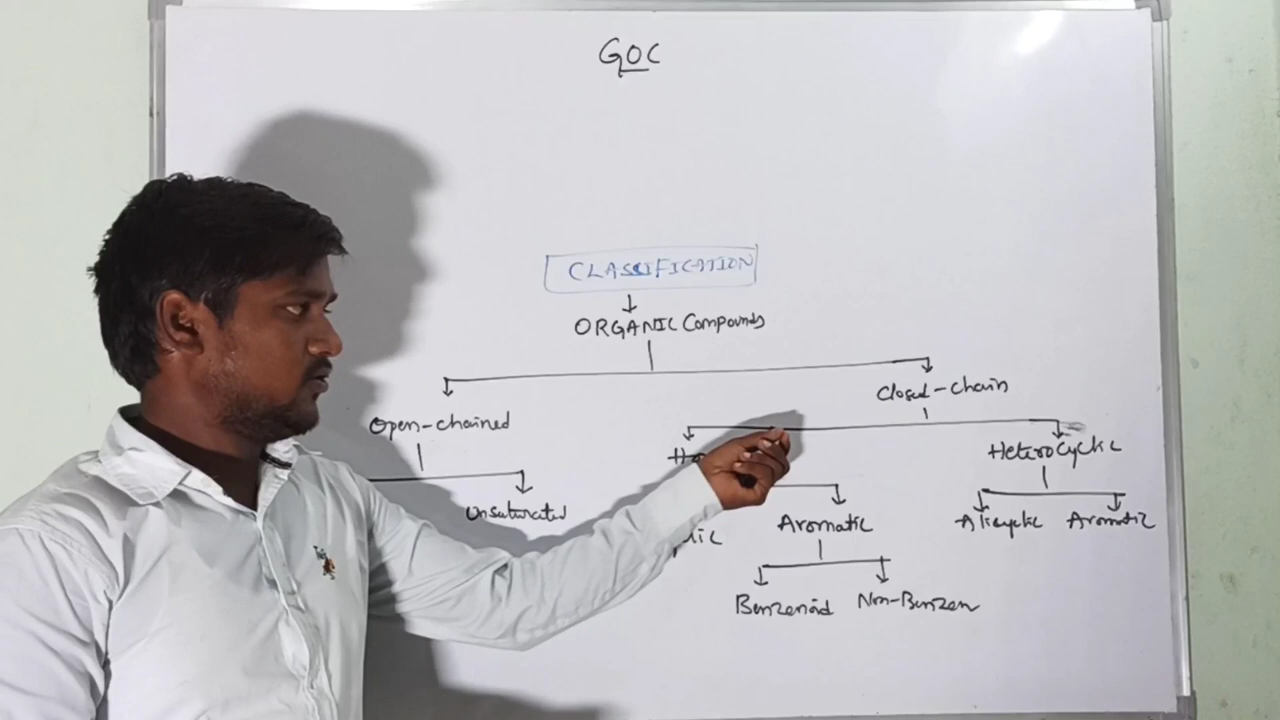 GOC
CLASSIFICATION
ORGANIC Compounds
Open-chained
Closed-chain
Heterocyclic
Unsaturated
Aromatic
Alicyclic
Aromatic
Benzenoid
Non-Benzen